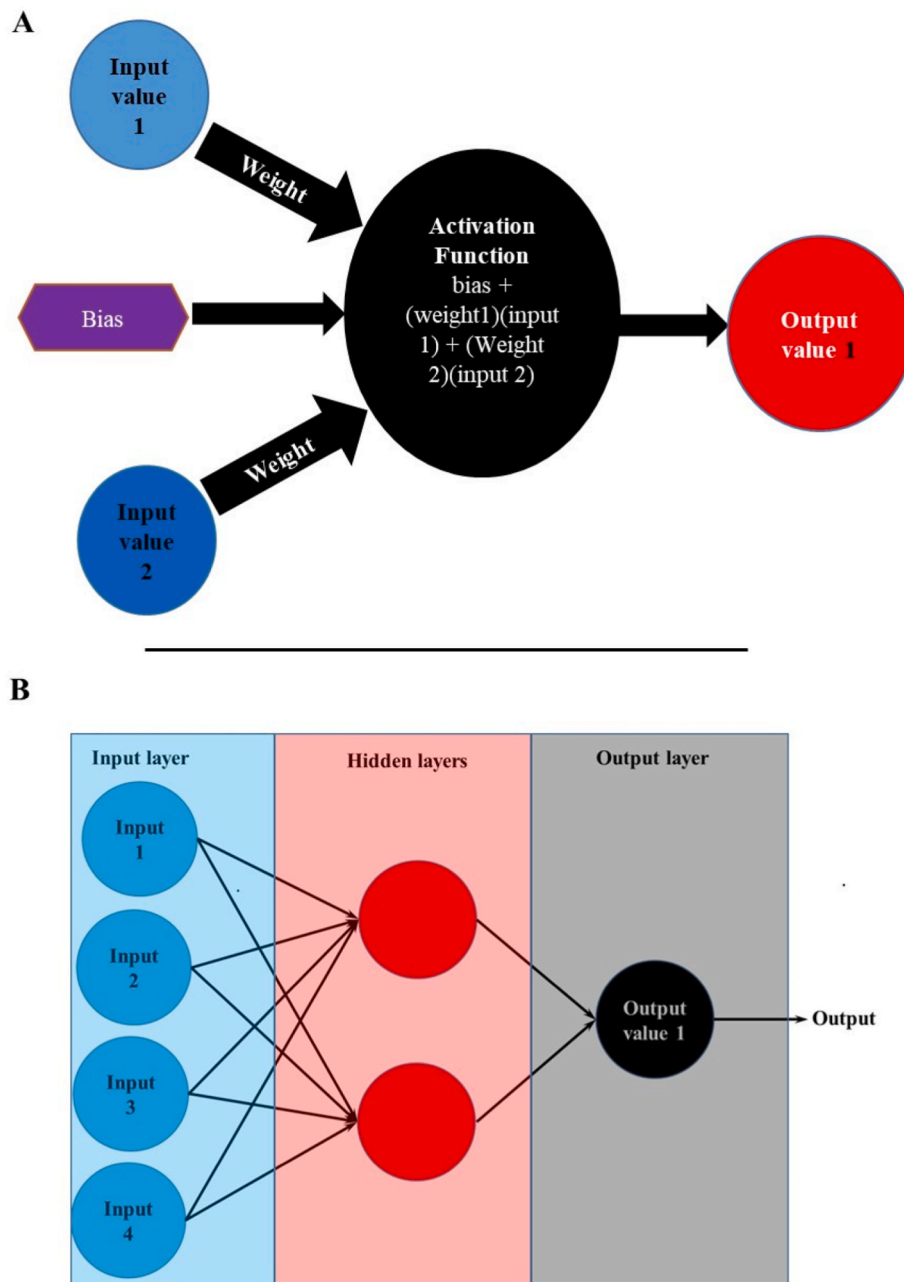 A
Input
value
1
Weight
Activation
Function
bias +
(weight1)(input
1) + (Weight
2)(input 2)
Bias
Output
value 1
Weight
Input
value
2
B
Input layer
Hidden layers
Output layer
Input
1
Input
2
Input
3
Input
4
Output
value 1
Output